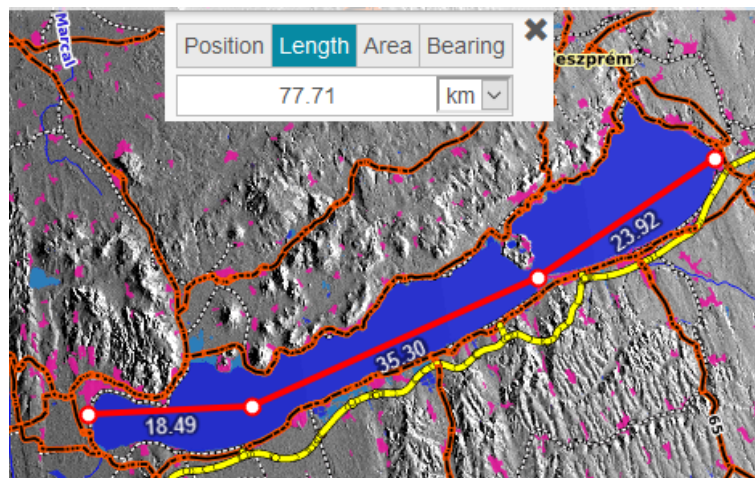 Position Length Area Bearing
77.71 km
Marcal
eszprém
23.92
35.30
18.49
65